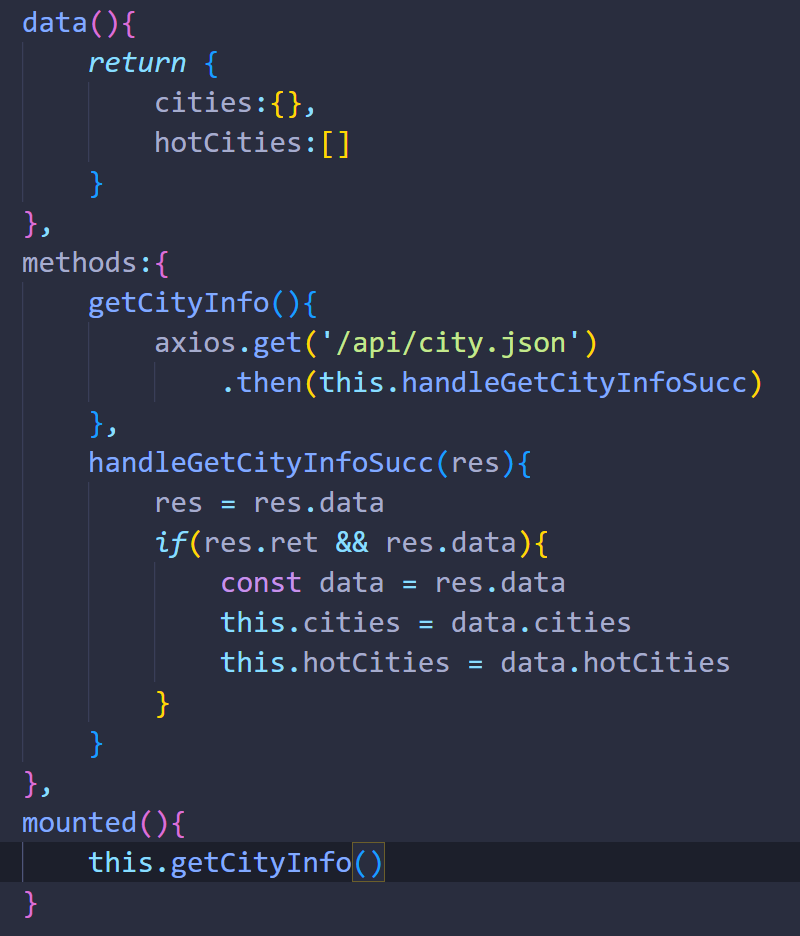 data(){
    return {
        cities:{},
        hotCities:[]
    }
},
methods:{
    getCityInfo(){
        axios.get('/api/city.json')
            .then(this.handleGetCityInfoSucc)
    },
    handleGetCityInfoSucc(res){
        res = res.data
        if(res.ret && res.data){
            const data = res.data
            this.cities = data.cities
            this.hotCities = data.hotCities
        }
    }
},
mounted(){
    this.getCityInfo()
}